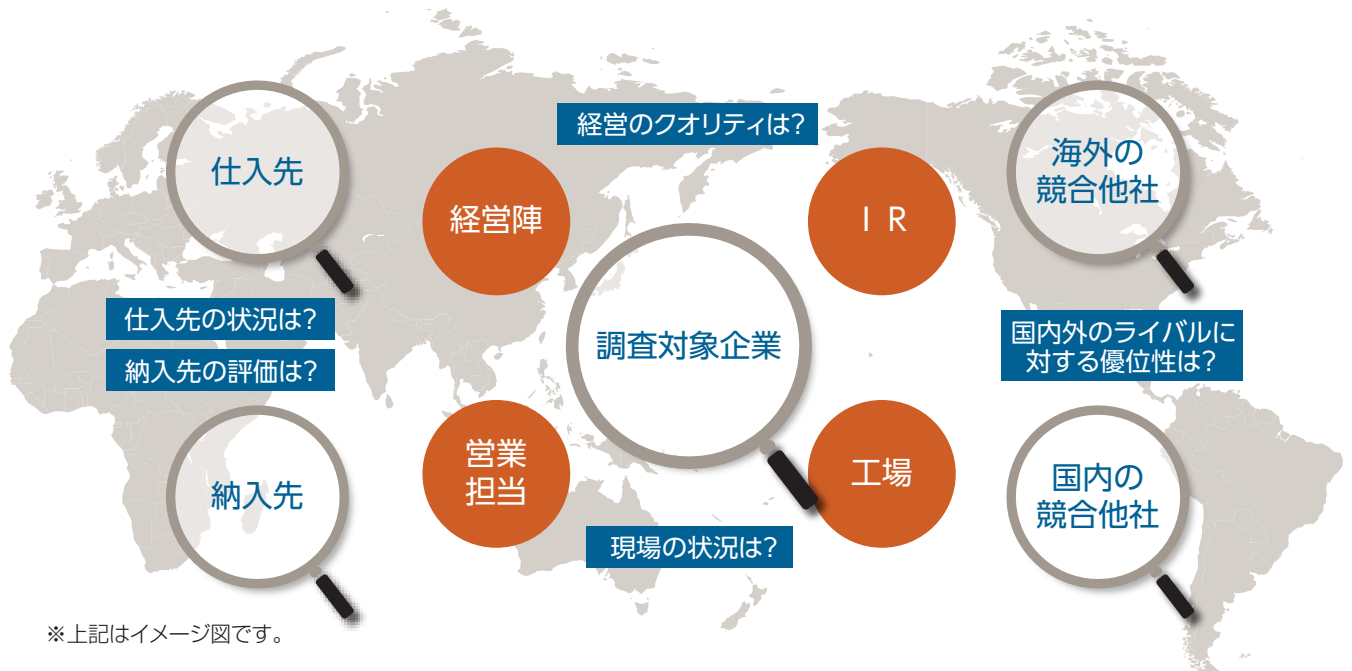 経営のクオリティは?
仕入先
経営陣
I R
海外の
競合他社
仕入先の状況は?
納入先の評価は?
調査対象企業
国内外のライバルに
対する優位性は?
納入先
営業
担当
工場
国内の
競合他社
現場の状況は?
※上記はイメージ図です。